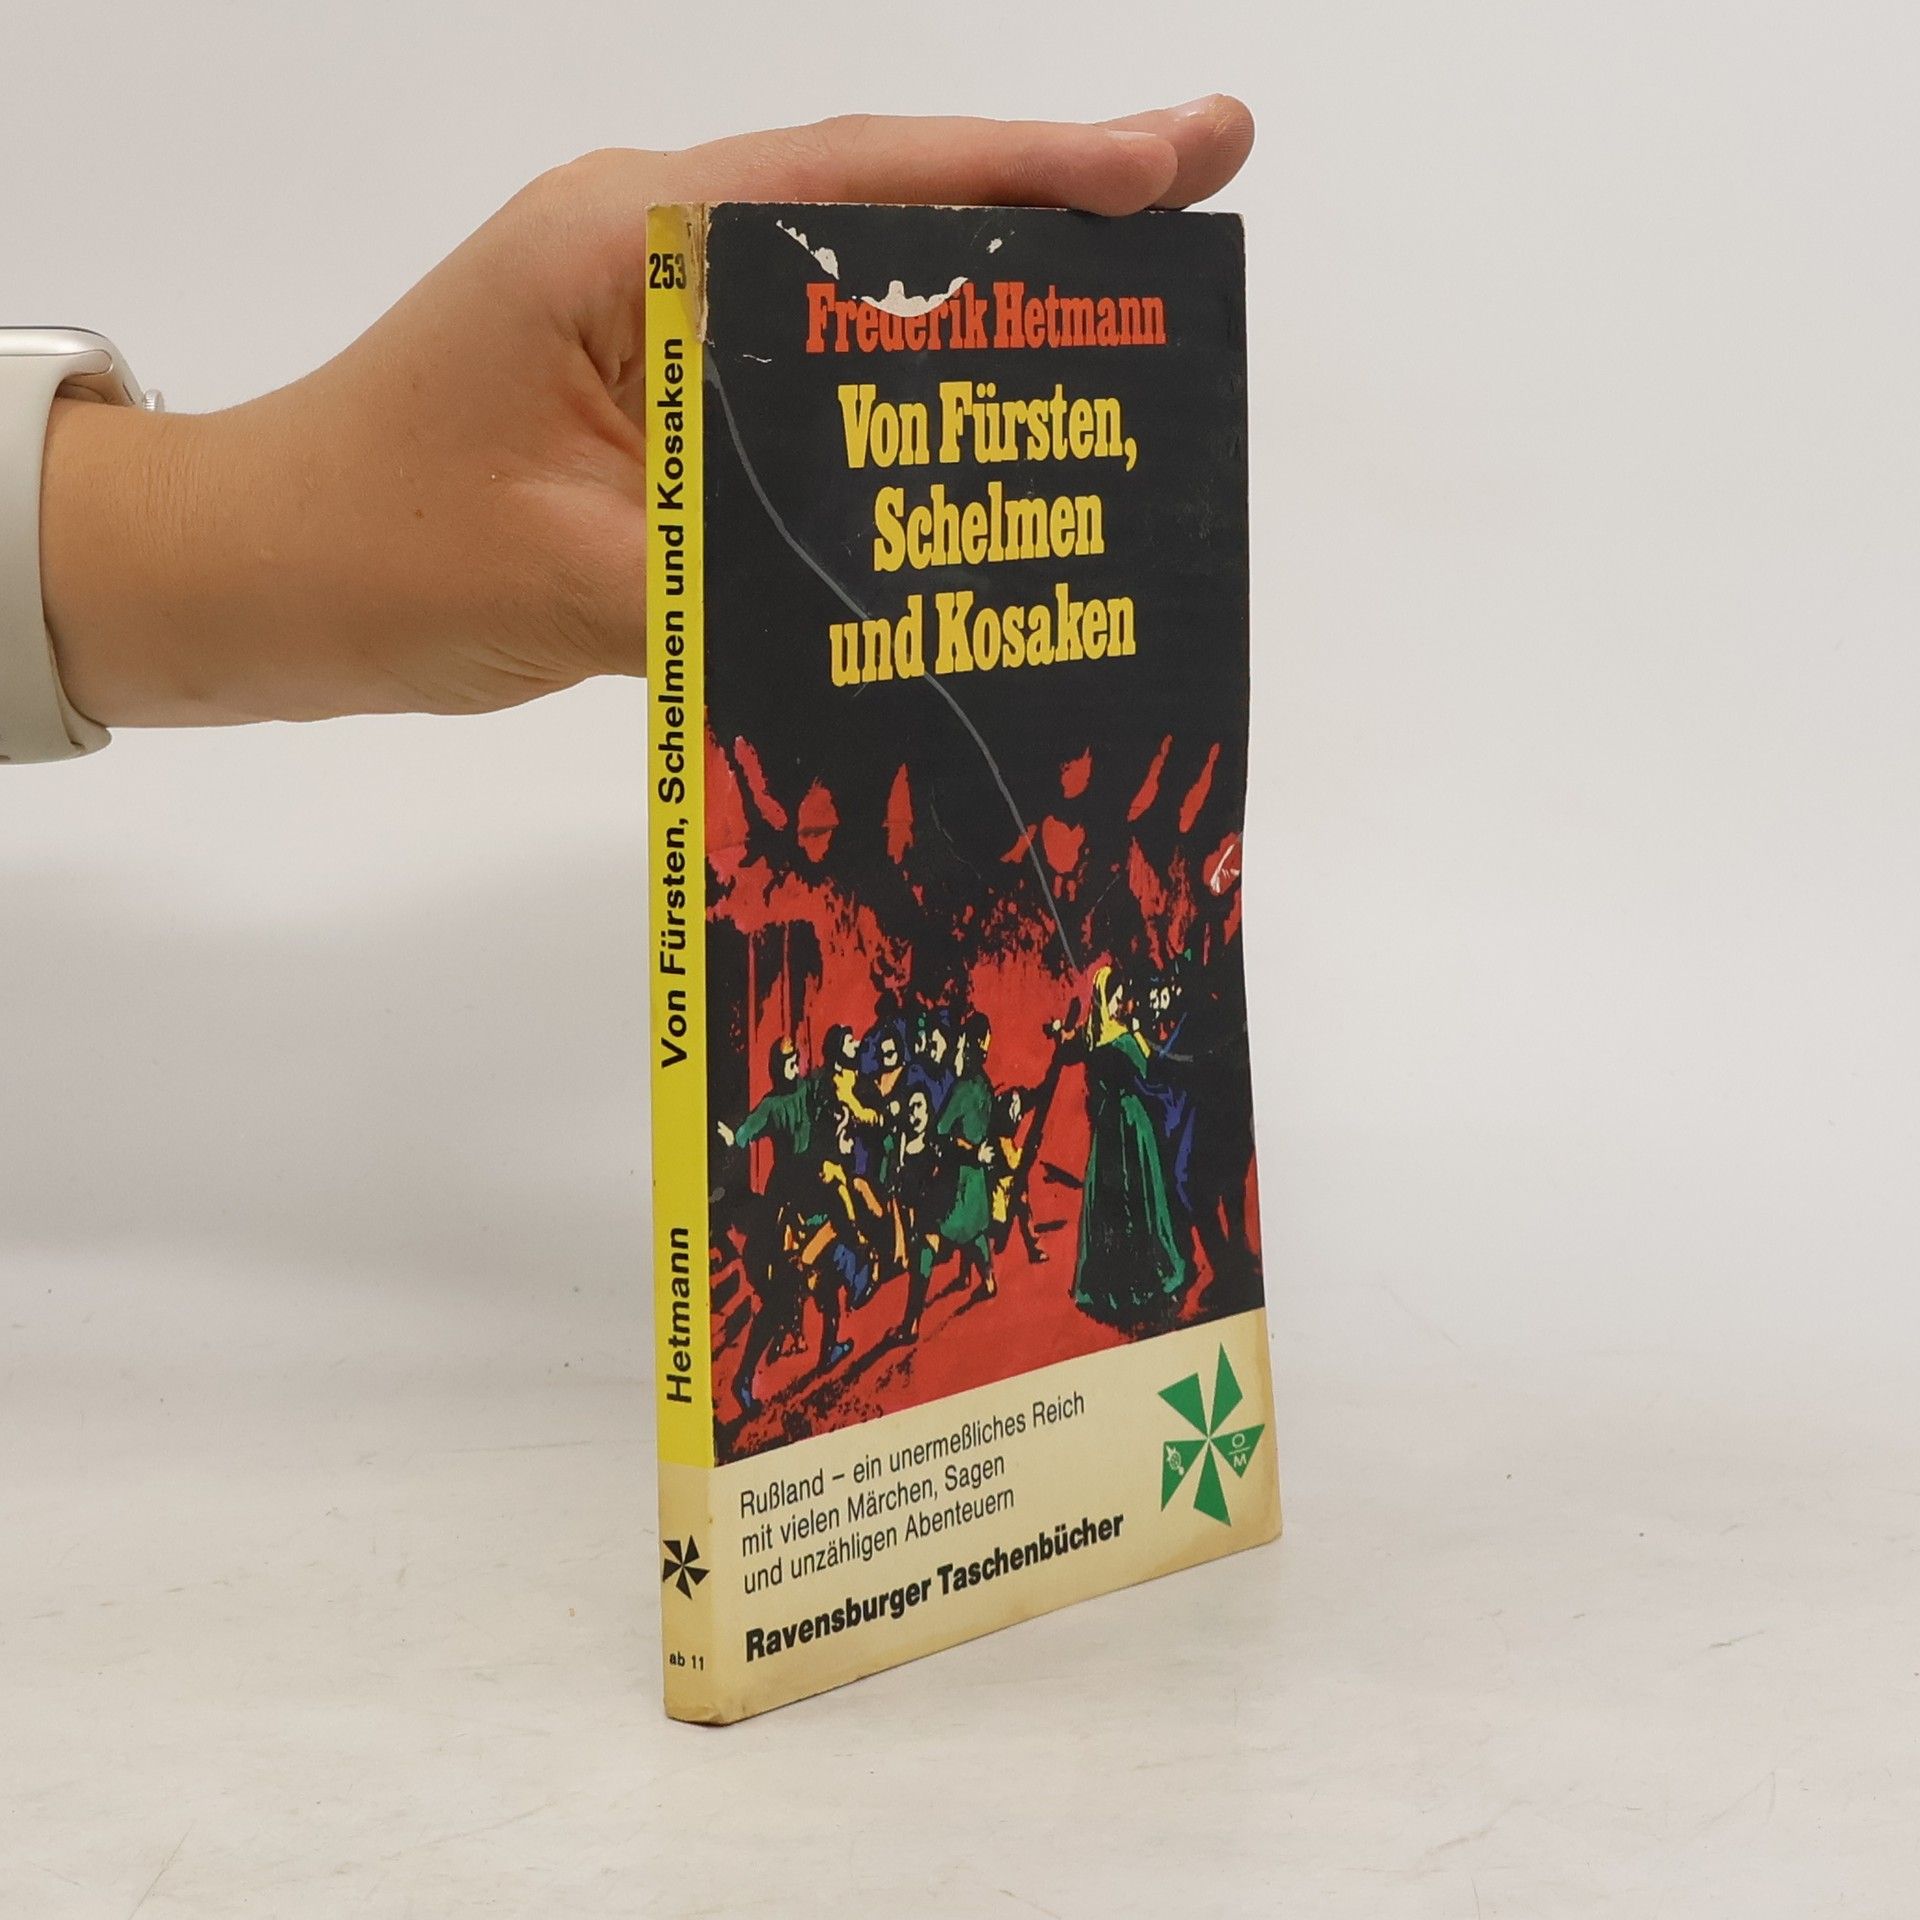 253
Von Fürsten, Schelmen und Kosaken
Hetmann
ab 11
Frederik Hetmann
Von Fürsten,
Schelmen
und Kosaken
Rußland – ein unermeßliches Reich
mit vielen Märchen, Sagen
und unzähligen Abenteuern
Ravensburger Taschenbücher
O
M